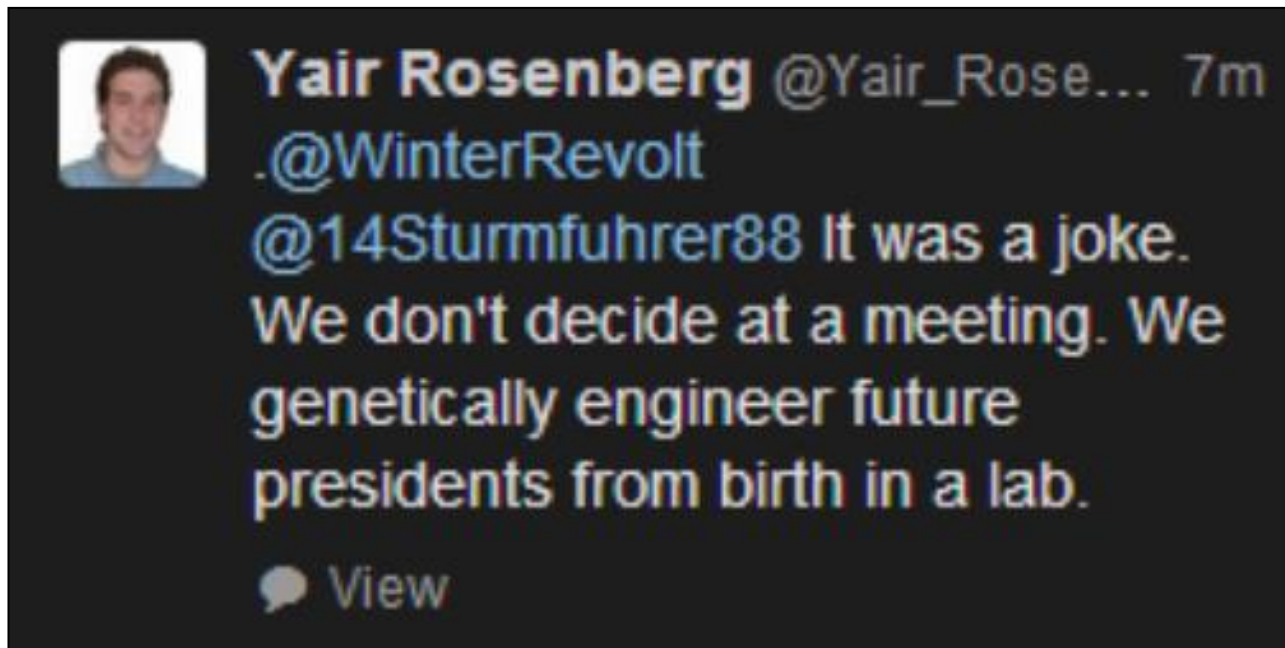 Yair Rosenberg @Yair_Rose... 7m
.@WinterRevolt
@14Sturmfuhrer88 It was a joke.
We don't decide at a meeting. We
genetically engineer future
presidents from birth in a lab.
View